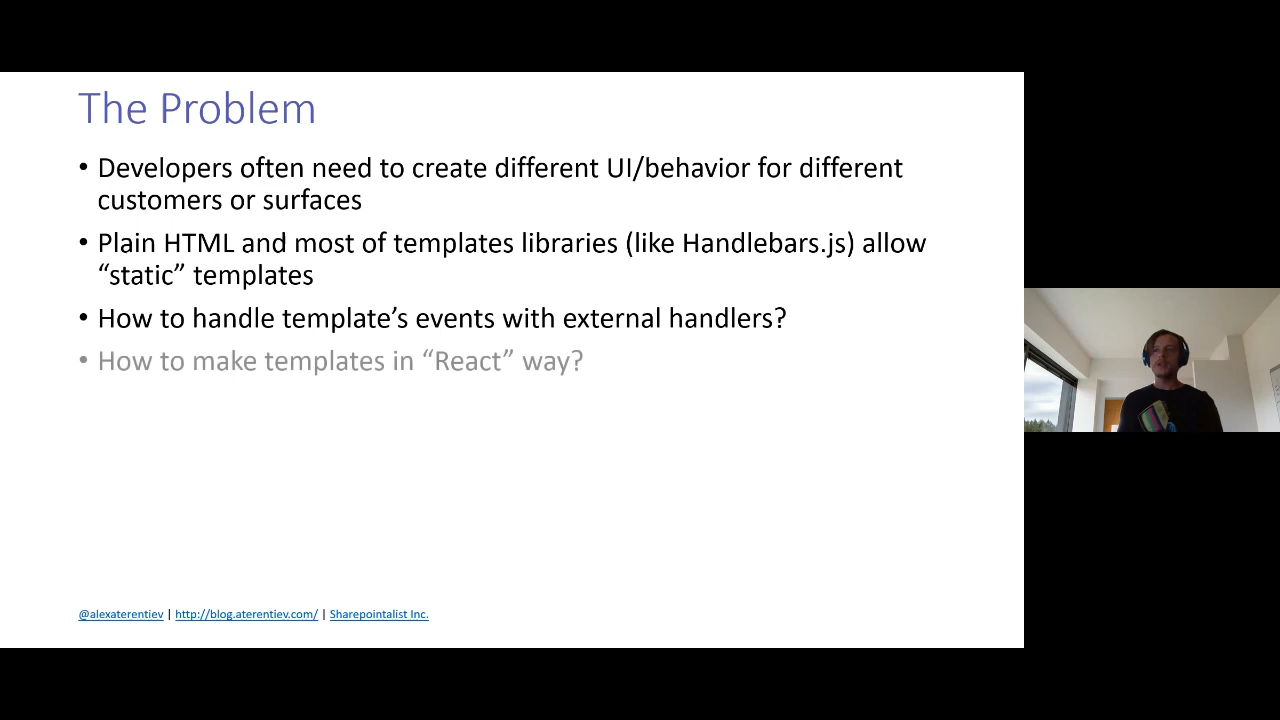 The Problem
• Developers often need to create different UI/behavior for different
customers or surfaces
• Plain HTML and most of templates libraries (like Handlebars.js) allow
“static” templates
• How to handle template’s events with external handlers?
• How to make templates in “React” way?
@alexaterentiev | http://blog.aterentiev.com/ | Sharepointalist Inc.